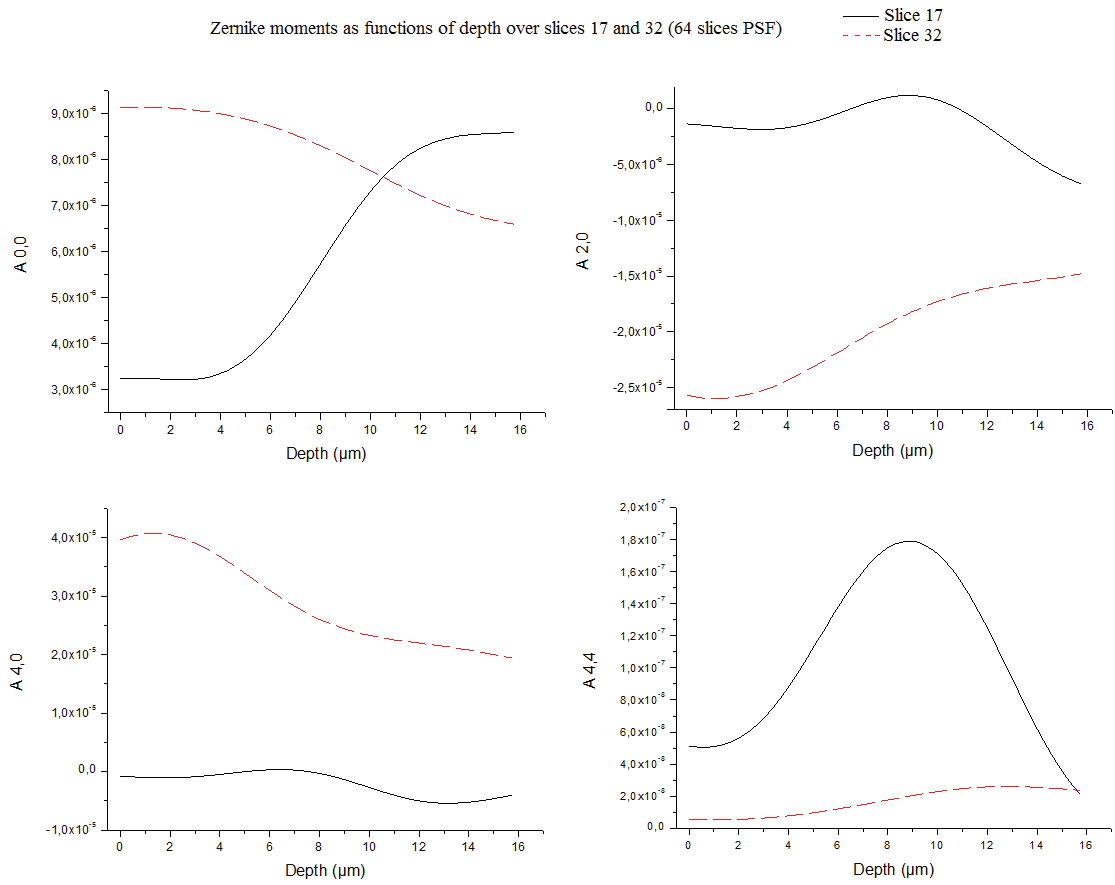 Zernike moments as functions of depth over slices 17 and 32 (64 slices PSF)
Slice 17
Slice 32
A 0,0
9,0x10⁻⁶
8,0x10⁻⁶
7,0x10⁻⁶
6,0x10⁻⁶
5,0x10⁻⁶
4,0x10⁻⁶
3,0x10⁻⁶
0 2 4 6 8 10 12 14 16
Depth (µm)
A 2,0
0,0
-5,0x10⁻⁶
-1,0x10⁻⁵
-1,5x10⁻⁵
-2,0x10⁻⁵
-2,5x10⁻⁵
0 2 4 6 8 10 12 14 16
Depth (µm)
A 4,0
4,0x10⁻⁵
3,0x10⁻⁵
2,0x10⁻⁵
1,0x10⁻⁵
0,0
-1,0x10⁻⁵
0 2 4 6 8 10 12 14 16
Depth (µm)
A 4,4
2,0x10⁻⁷
1,8x10⁻⁷
1,6x10⁻⁷
1,4x10⁻⁷
1,2x10⁻⁷
1,0x10⁻⁷
8,0x10⁻⁸
6,0x10⁻⁸
4,0x10⁻⁸
2,0x10⁻⁸
0,0
0 2 4 6 8 10 12 14 16
Depth (µm)